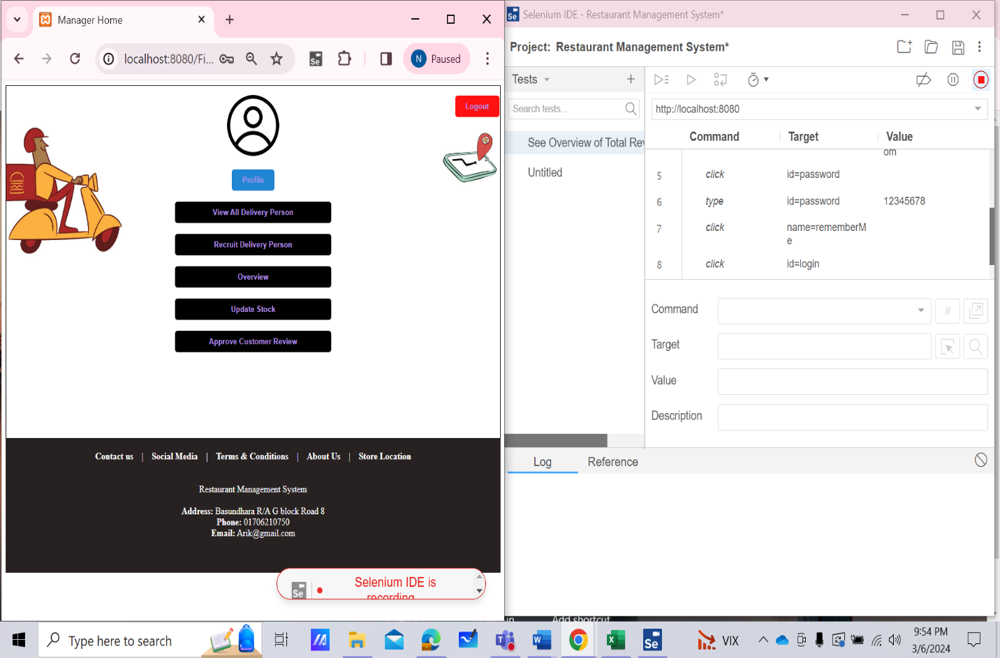 Manager Home
Selenium IDE - Restaurant Management System*
localhost:8080/Fi...
N Paused
Project: Restaurant Management System*
Tests
Search tests...
http://localhost:8080
Logout
Command Target Value
See Overview of Total Rev
om
Untitled
5 click id=password
Profile
6 type id=password 12345678
View All Delivery Person
7 click name=rememberM
e
Recruit Delivery Person
8 click id=login
Overview
Update Stock
Approve Customer Review
Command
//
Target
Value
Description
Contact us | Social Media | Terms & Conditions | About Us | Store Location
Log Reference
Restaurant Management System
Address: Basundhara R/A G block Road 8
Phone: 01706210750
Email: Arik@gmail.com
Se
Selenium IDE is
recording
Add shortcut
Type here to search
VIX
9:54 PM
3/6/2024